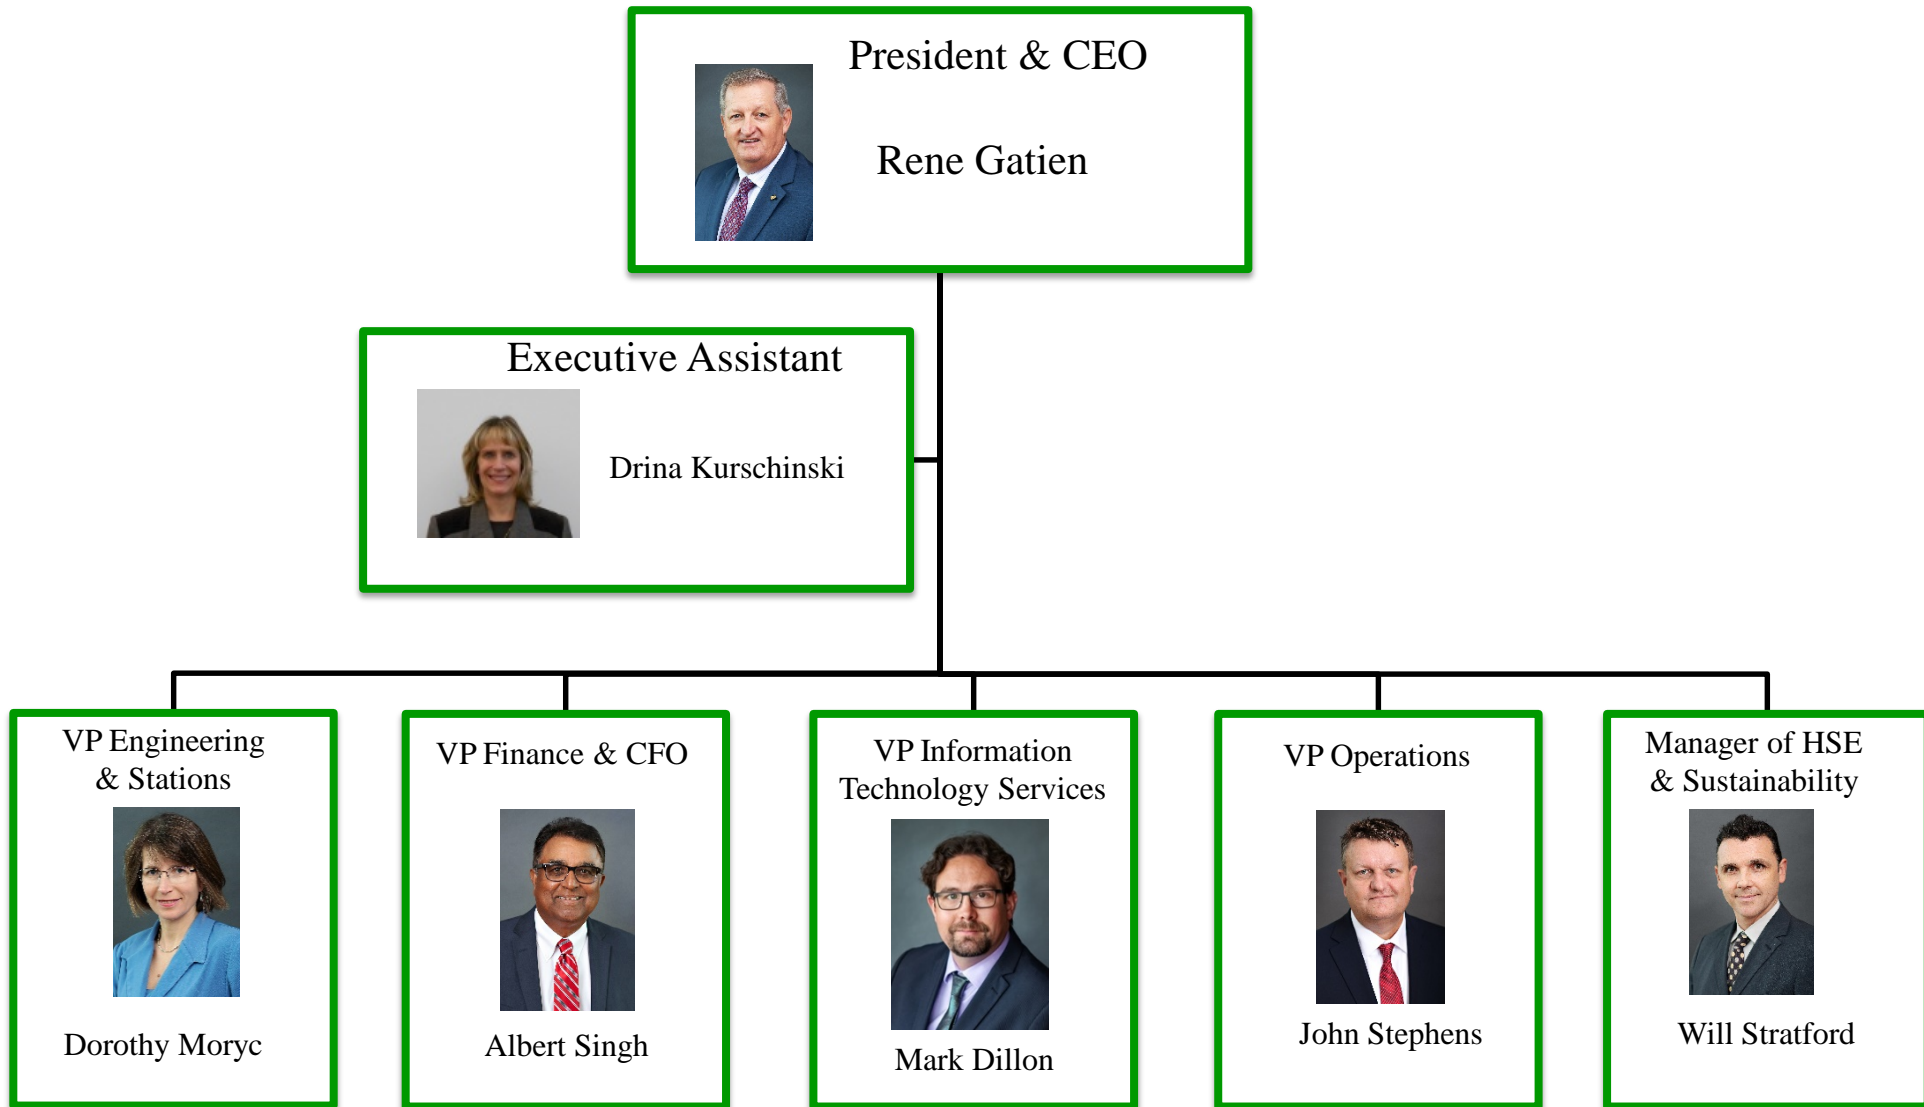 President & CEO
Rene Gatien
Executive Assistant
Drina Kurschinski
VP Engineering
& Stations
Dorothy Moryc
VP Finance & CFO
Albert Singh
VP Information
Technology Services
Mark Dillon
VP Operations
John Stephens
Manager of HSE
& Sustainability
Will Stratford